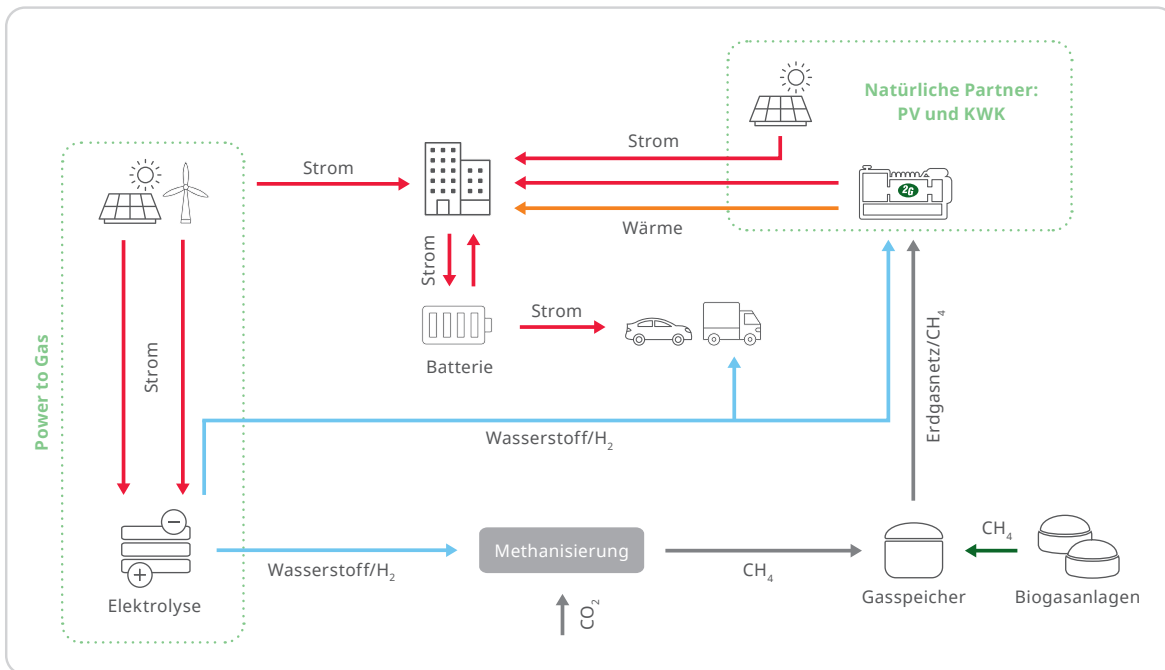 Natürliche Partner:
PV und KWK
Strom
Strom
2G
Wärme
Strom
Strom
Batterie
Power to Gas
Strom
Erdgasnetz/CH₄
Wasserstoff/H₂
−
+
Elektrolyse
Wasserstoff/H₂
Methanisierung
CO₂
CH₄
Gasspeicher
CH₄
Biogasanlagen